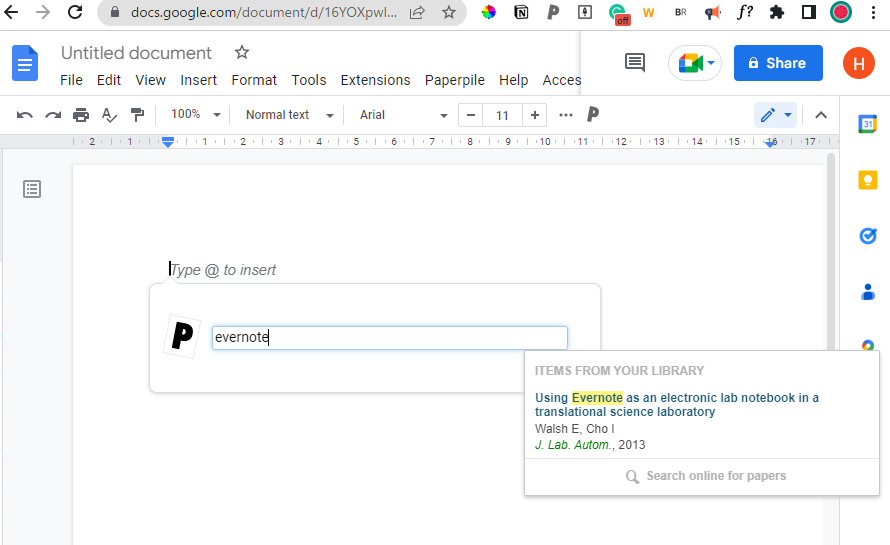 docs.google.com/document/d/16YOXpwl...
off
W
BR
f?
Untitled document
File Edit View Insert Format Tools Extensions Paperpile Help Acces
Share
H
100% Normal text Arial 11
2 1 1 2 3 4 5 6 7 8 9 10 11 12 13 14 15 16 17
31
Type @ to insert
P
evernote
ITEMS FROM YOUR LIBRARY
Using Evernote as an electronic lab notebook in a
translational science laboratory
Walsh E, Cho I
J. Lab. Autom., 2013
Search online for papers